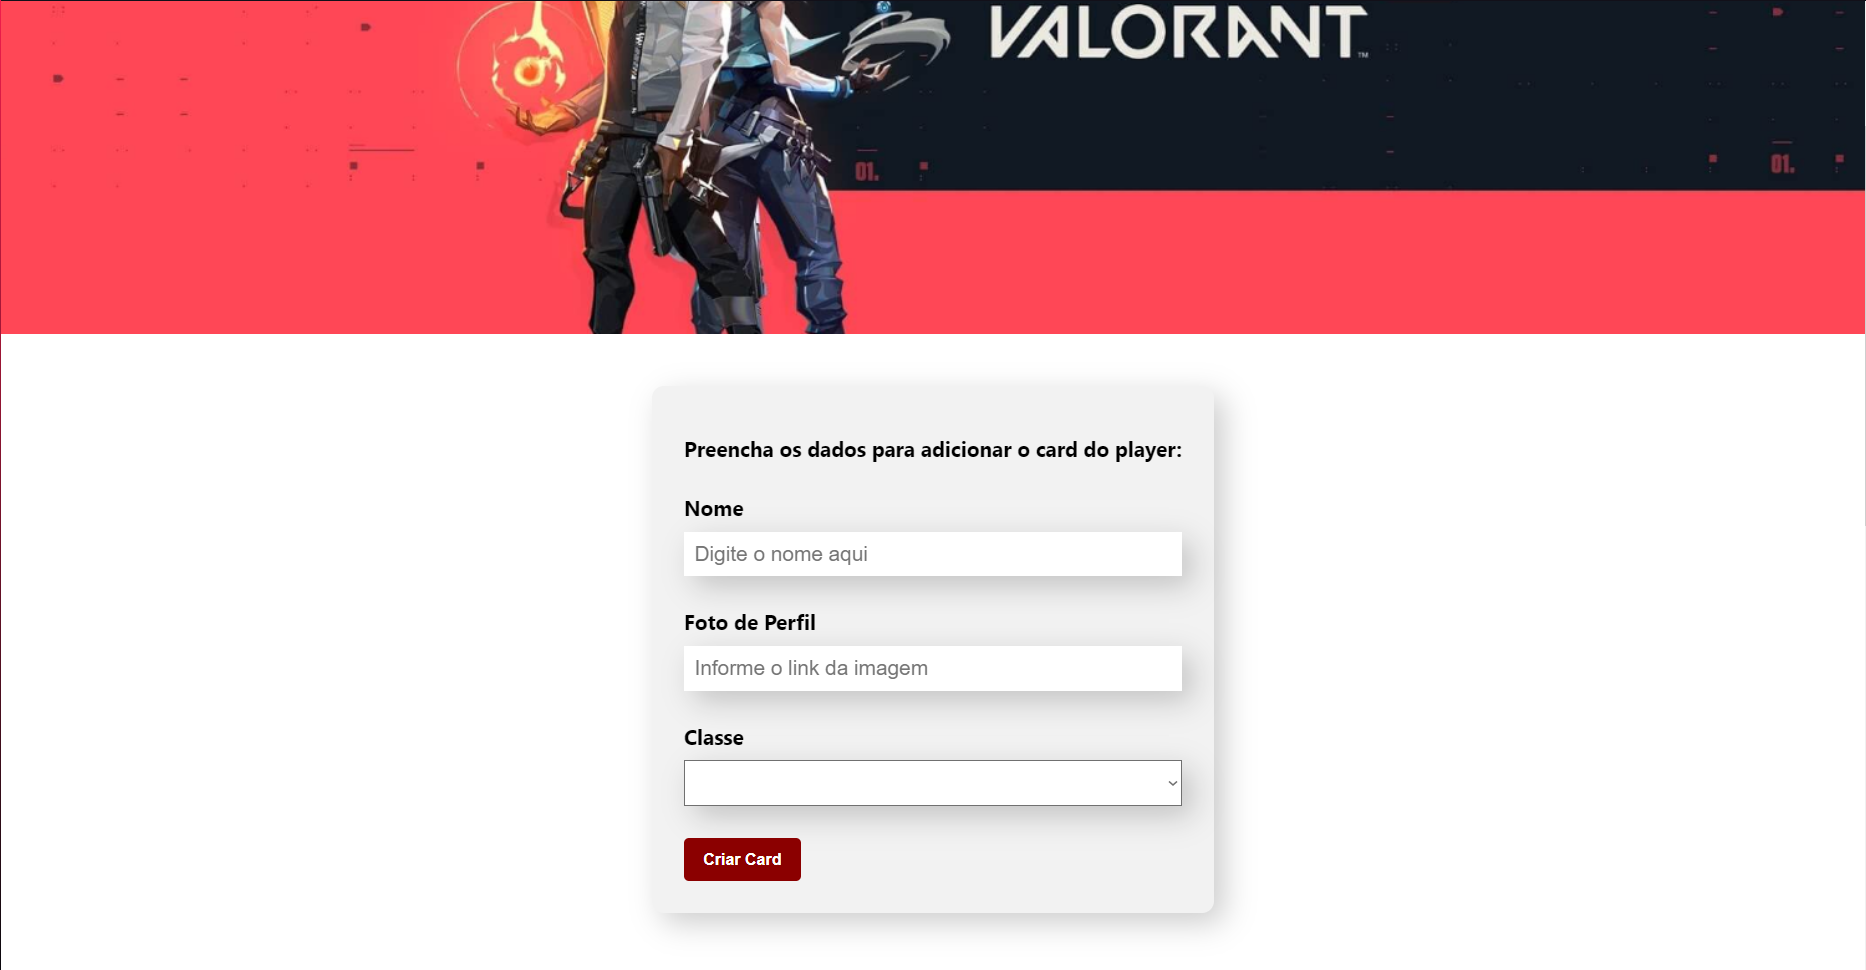 VALORANT™
01.
01.
Preencha os dados para adicionar o card do player:
Nome
Digite o nome aqui
Foto de Perfil
Informe o link da imagem
Classe
Criar Card